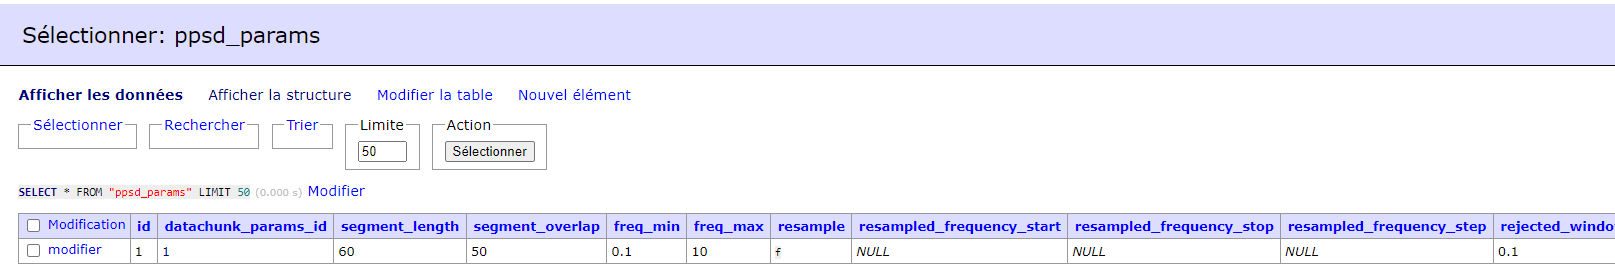 Sélectionner: ppsd_params
Afficher les données Afficher la structure Modifier la table Nouvel élément
Sélectionner Rechercher Trier Limite Action
50 Sélectionner
SELECT * FROM "ppsd_params" LIMIT 50 (0.000 s) Modifier
Modification id datachunk_params_id segment_length segment_overlap freq_min freq_max resample resampled_frequency_start resampled_frequency_stop resampled_frequency_step rejected_windo
modifier 1 1 60 50 0.1 10 f NULL NULL NULL 0.1